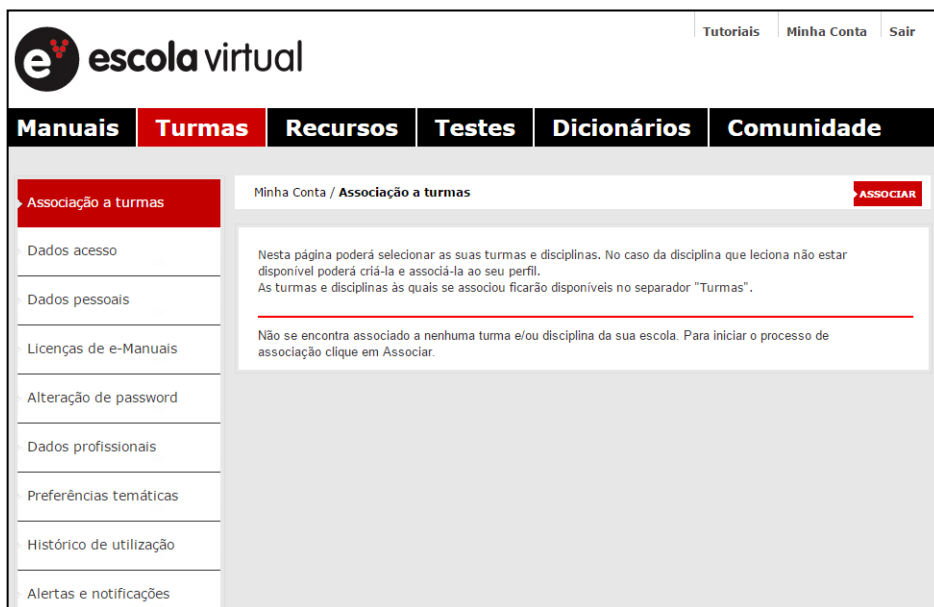 Tutoriais Minha Conta Sair
e escola virtual
Manuais Turmas Recursos Testes Dicionários Comunidade
Associação a turmas
Dados acesso
Dados pessoais
Licenças de e-Manuais
Alteração de password
Dados profissionais
Preferências temáticas
Histórico de utilização
Alertas e notificações
Minha Conta / Associação a turmas
ASSOCIAR
Nesta página poderá selecionar as suas turmas e disciplinas. No caso da disciplina que leciona não estar
disponível poderá criá-la e associá-la ao seu perfil.
As turmas e disciplinas às quais se associou ficarão disponíveis no separador "Turmas".
Não se encontra associado a nenhuma turma e/ou disciplina da sua escola. Para iniciar o processo de
associação clique em Associar.